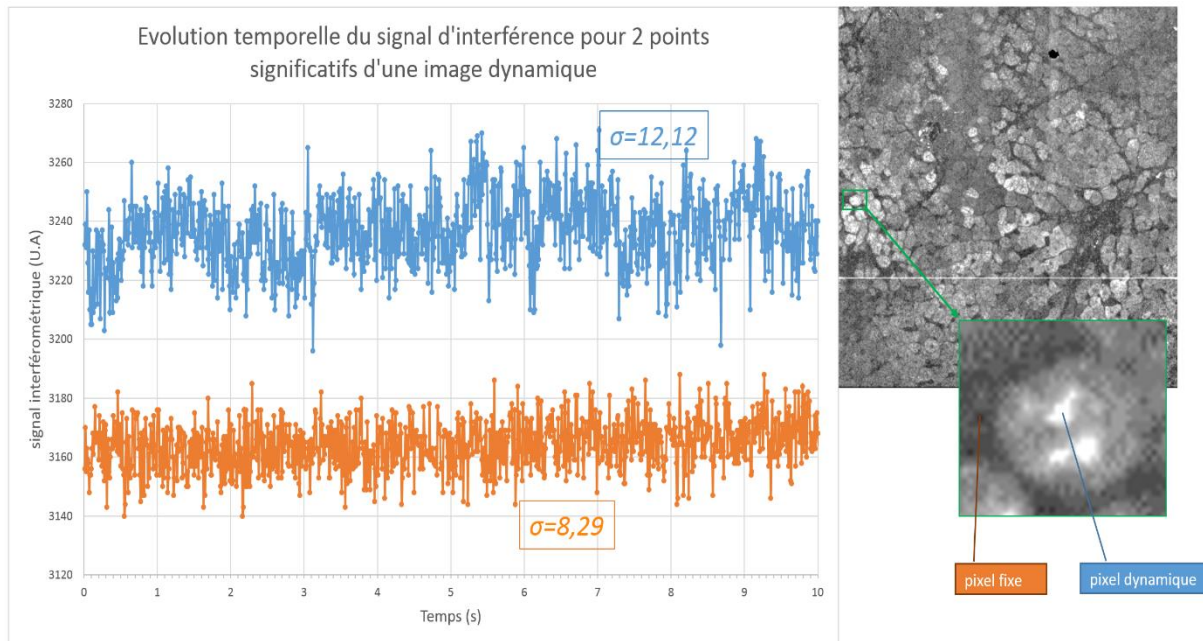 Evolution temporelle du signal d'interférence pour 2 points
significatifs d'une image dynamique
signal interférométrique (U.A)
3280
3260
3240
3220
3200
3180
3160
3140
3120
σ=12,12
σ=8,29
0 1 2 3 4 5 6 7 8 9 10
Temps (s)
pixel fixe
pixel dynamique